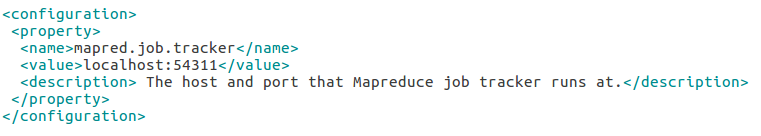 <configuration>
<property>
<name>mapred.job.tracker</name>
<value>localhost:54311</value>
<description> The host and port that Mapreduce job tracker runs at.</description>
</property>
</configuration>